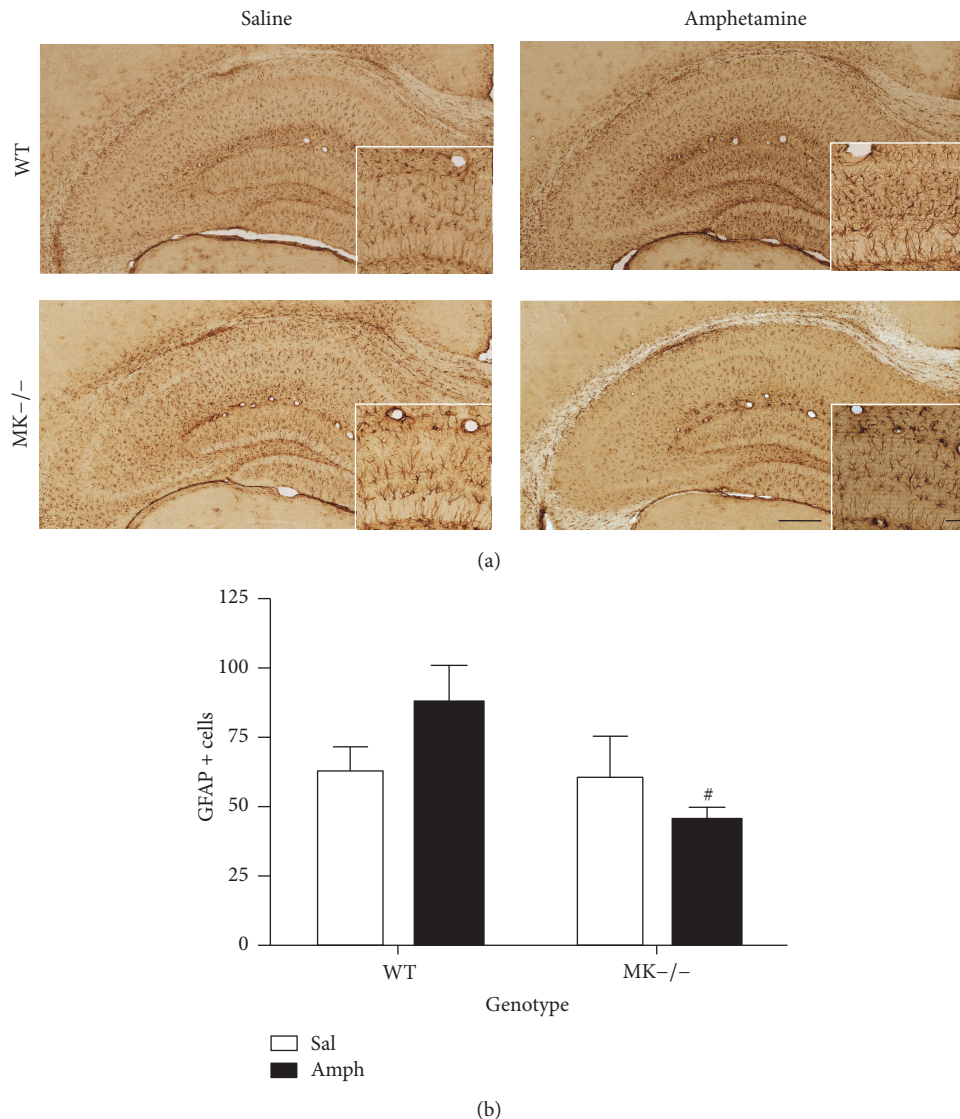 Saline
Amphetamine
WT
MK−/−
(a)
125
100
75
50
25
0
GFAP + cells
#
WT
MK−/−
Genotype
Sal
Amph
(b)